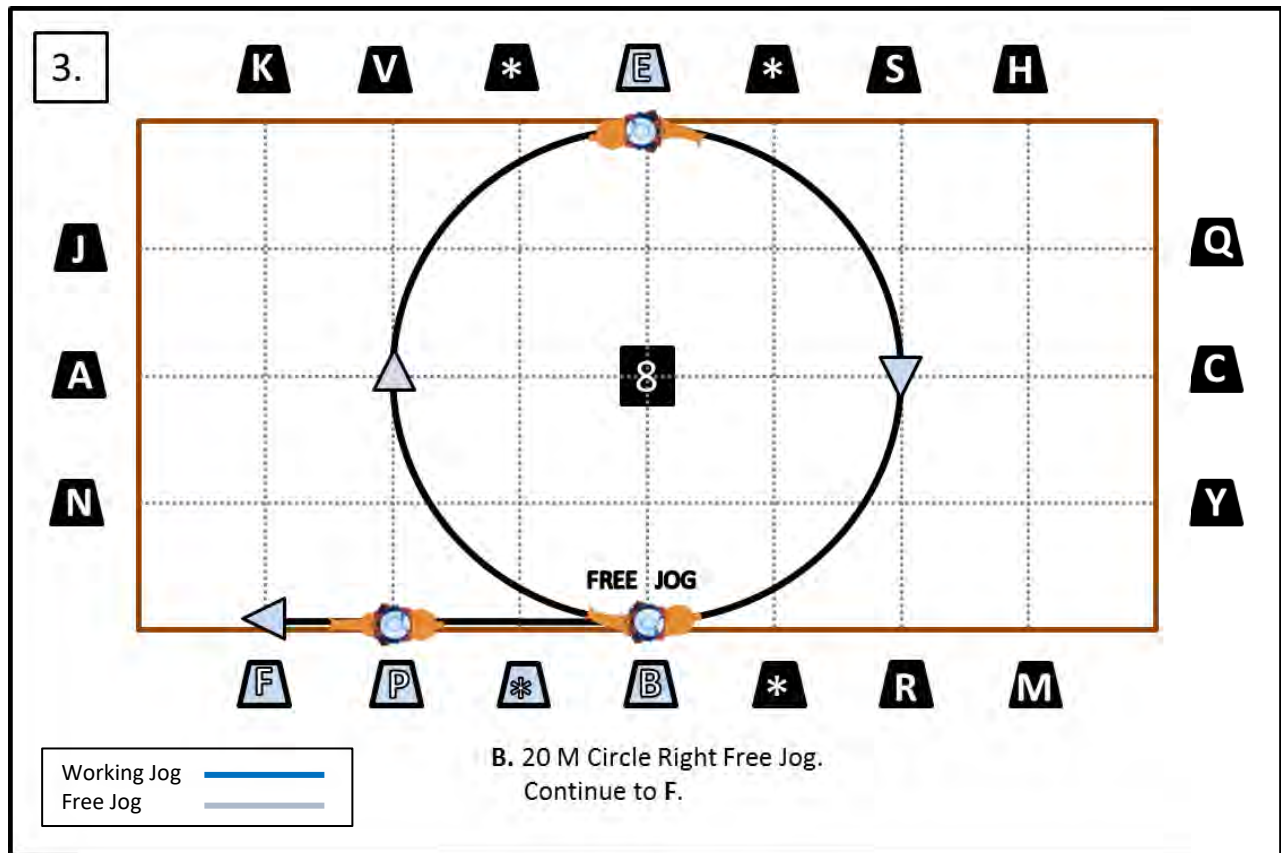 3.
K V * E * S H
J
Q
A
8
C
N
Y
FREE JOG
F P * B * R M
Working Jog
Free Jog
B. 20 M Circle Right Free Jog.
Continue to F.